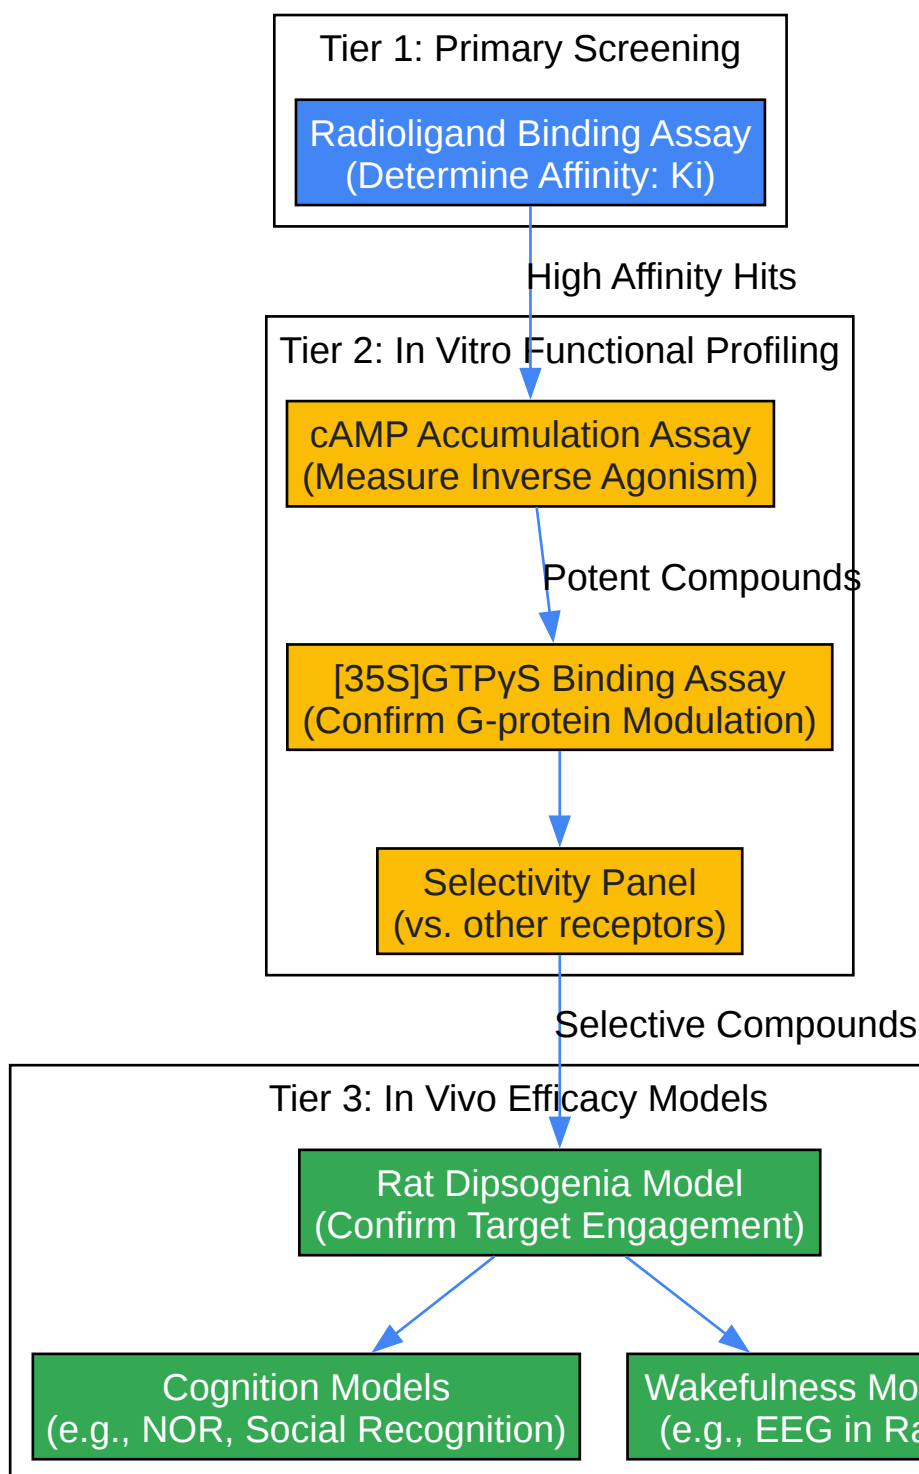 Tier 1: Primary Screening
Radioligand Binding Assay
(Determine Affinity: Ki)
High Affinity Hits
Tier 2: In Vitro Functional Profiling
cAMP Accumulation Assay
(Measure Inverse Agonism)
Potent Compounds
[35S]GTPγS Binding Assay
(Confirm G-protein Modulation)
Selectivity Panel
(vs. other receptors)
Selective Compounds
Tier 3: In Vivo Efficacy Models
Rat Dipsogenia Model
(Confirm Target Engagement)
Cognition Models
(e.g., NOR, Social Recognition)
Wakefulness
(e.g., EEG in